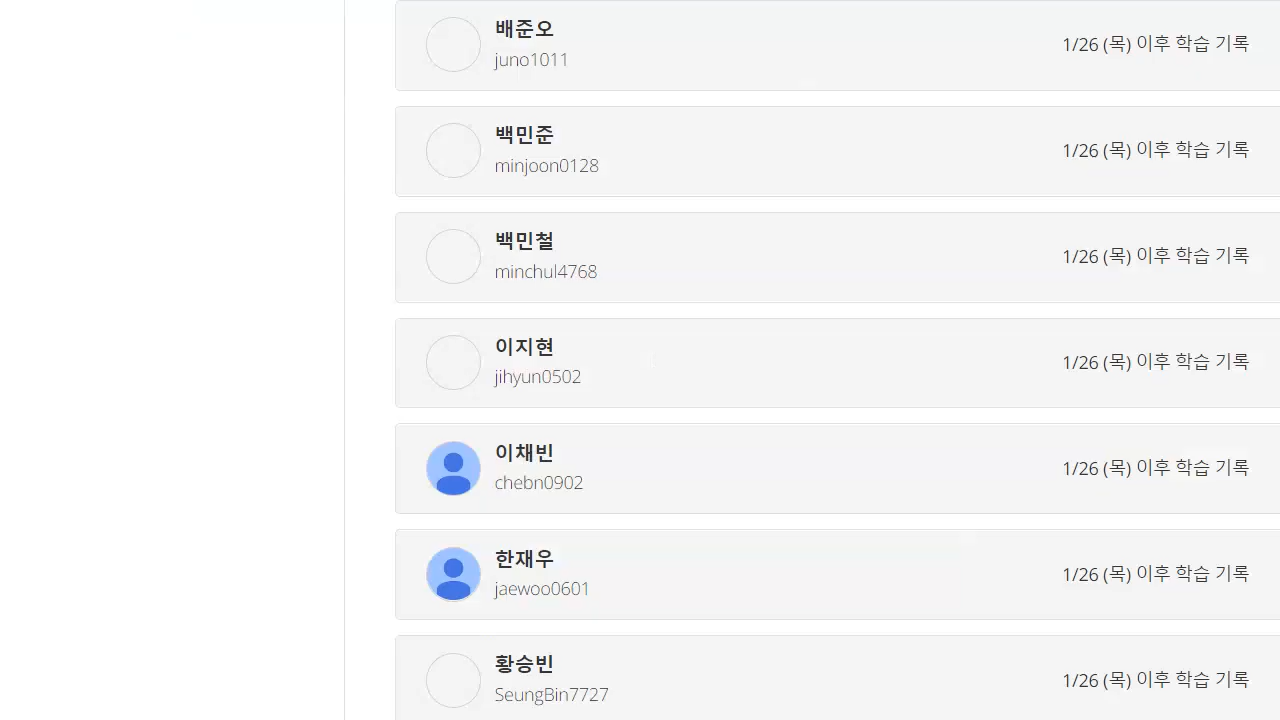 배준오
juno1011
1/26 (목) 이후 학습 기록
백민준
minjoon0128
1/26 (목) 이후 학습 기록
백민철
minchul4768
1/26 (목) 이후 학습 기록
이지현
jihyun0502
1/26 (목) 이후 학습 기록
이채빈
chebn0902
1/26 (목) 이후 학습 기록
한재우
jaewoo0601
1/26 (목) 이후 학습 기록
황승빈
SeungBin7727
1/26 (목) 이후 학습 기록